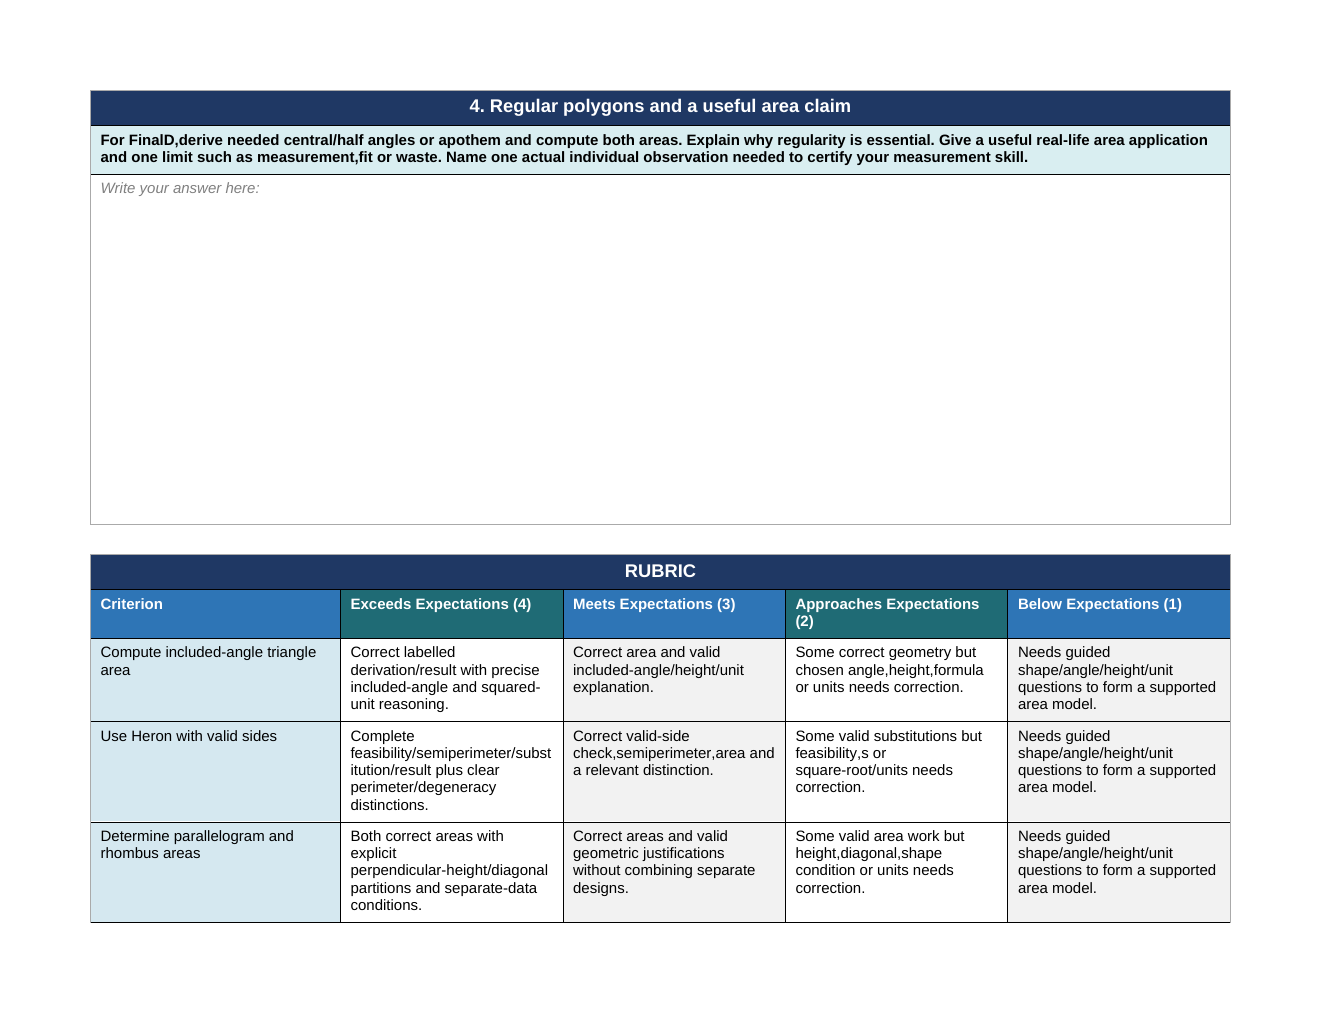 4. Regular polygons and a useful area claim
For FinalD,derive needed central/half angles or apothem and compute both areas. Explain why regularity is essential. Give a useful real-life area application
and one limit such as measurement,fit or waste. Name one actual individual observation needed to certify your measurement skill.
Write your answer here:
RUBRIC
Criterion
Exceeds Expectations (4)
Meets Expectations (3)
Approaches Expectations
(2)
Below Expectations (1)
Compute included-angle triangle
area
Correct labelled
derivation/result with precise
included-angle and squared-
unit reasoning.
Correct area and valid
included-angle/height/unit
explanation.
Some correct geometry but
chosen angle,height,formula
or units needs correction.
Needs guided
shape/angle/height/unit
questions to form a supported
area model.
Use Heron with valid sides
Complete
feasibility/semiperimeter/subst
itution/result plus clear
perimeter/degeneracy
distinctions.
Correct valid-side
check,semiperimeter,area and
a relevant distinction.
Some valid substitutions but
feasibility,s or
square-root/units needs
correction.
Needs guided
shape/angle/height/unit
questions to form a supported
area model.
Determine parallelogram and
rhombus areas
Both correct areas with
explicit
perpendicular-height/diagonal
partitions and separate-data
conditions.
Correct areas and valid
geometric justifications
without combining separate
designs.
Some valid area work but
height,diagonal,shape
condition or units needs
correction.
Needs guided
shape/angle/height/unit
questions to form a supported
area model.